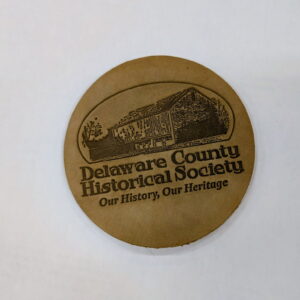 Delaware County
Historical Society
Our History, Our Heritage